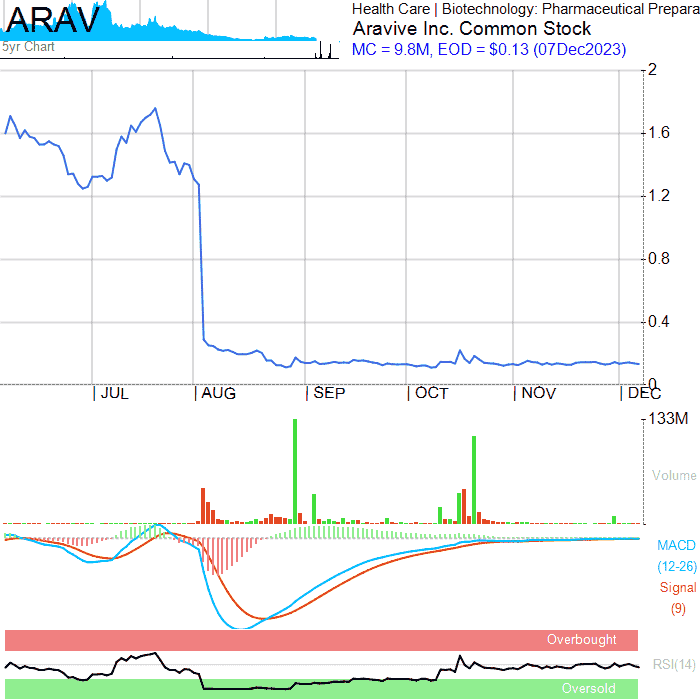 ARAV
5yr Chart
Health Care | Biotechnology: Pharmaceutical Prepara
Aravive Inc. Common Stock
MC = 9.8M, EOD = $0.13 (07Dec2023)
2
1.6
1.2
0.8
0.4
0
JUL AUG SEP OCT NOV DEC
133M
Volume
MACD
(12-26)
Signal
(9)
Overbought
RSI(14)
Oversold